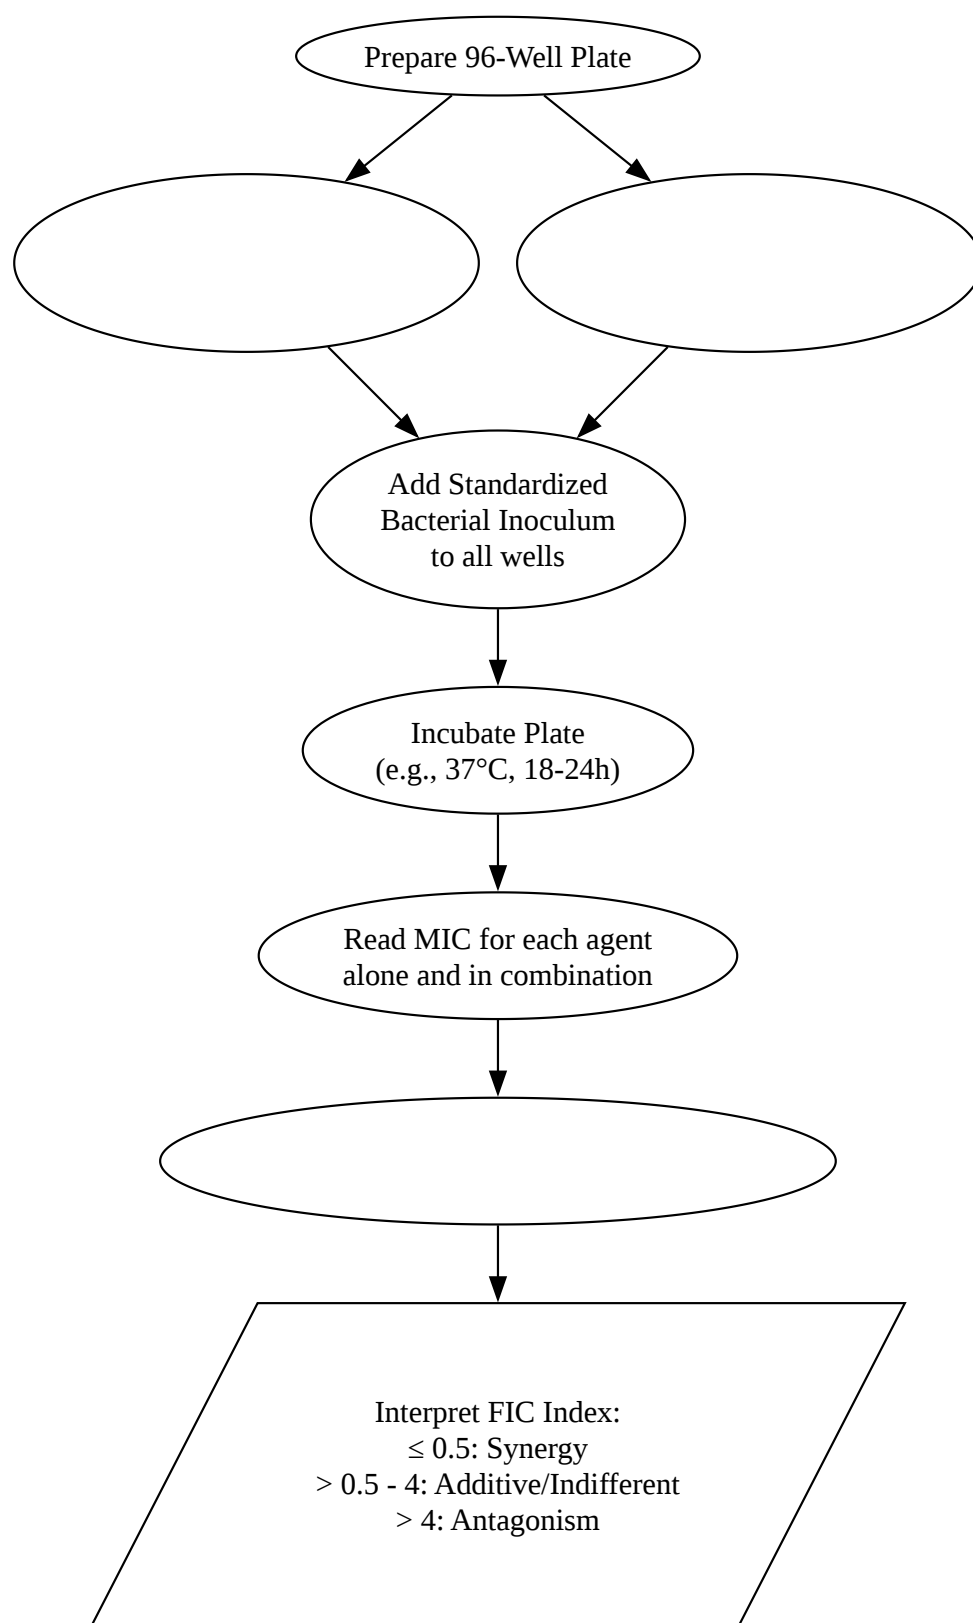 Prepare 96-Well Plate
Add Standardized
Bacterial Inoculum
to all wells
Incubate Plate
(e.g., 37°C, 18-24h)
Read MIC for each agent
alone and in combination
Interpret FIC Index:
≤ 0.5: Synergy
> 0.5 - 4: Additive/Indifferent
> 4: Antagonism